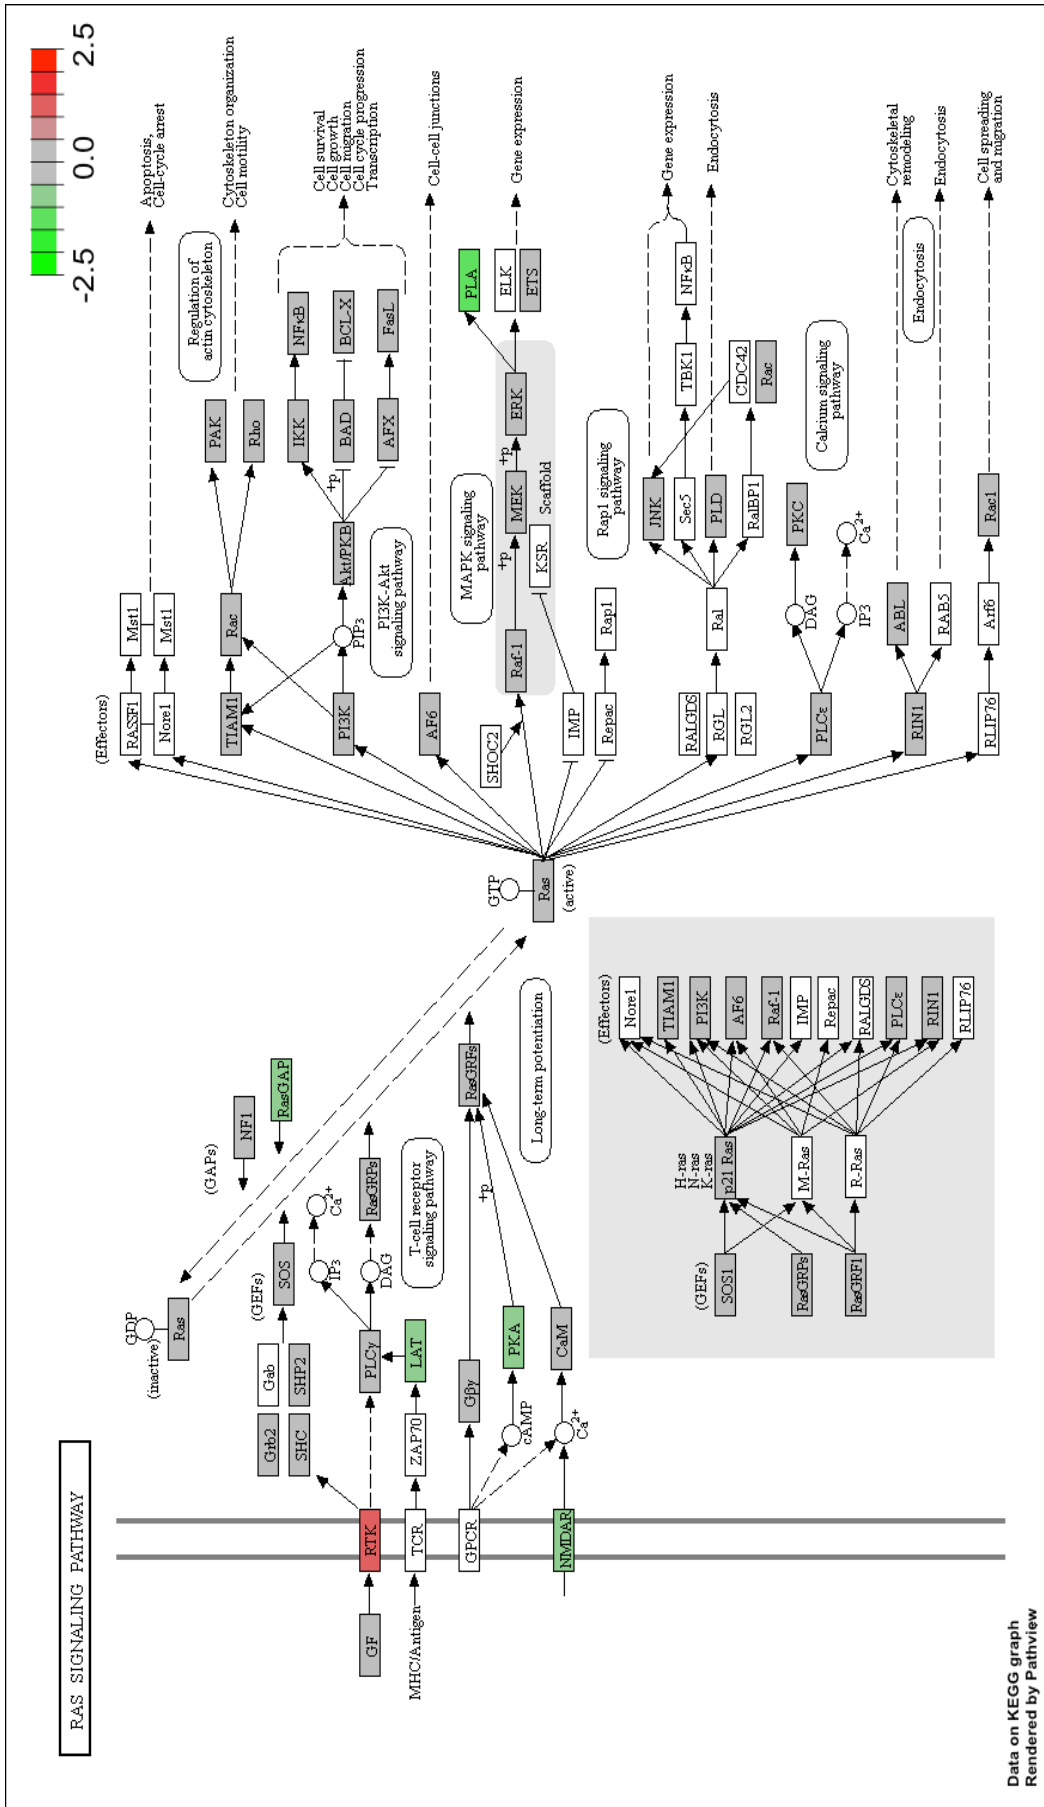 RAS SIGNALING PATHWAY
-2.5
0.0
2.5
GDP
Ras
(inactive)
(GAPs)
NF1
RasGAP
(GEFs)
Grb2
Gab
SHC
SHP2
SOS
GF
RTK
PLCγ
IP3
Ca2+
DAG
RasGRPs
MHC/Antigen
TCR
ZAP70
LAT
T-cell receptor
signaling pathway
GPCR
Gβγ
RasGRFs
cAMP
PKA
+p
NMDAR
Ca2+
CaM
Long-term potentiation
GTP
Ras
(active)
(Effectors)
RASSF1
Mst1
Nore1
Mst1
Apoptosis,
Cell-cycle arrest
TIAM1
Rac
PAK
Rho
Regulation of
actin cytoskeleton
Cytoskeleton organization
Cell motility
PI3K
PIP3
Akt/PKB
PI3K-Akt
signaling pathway
+p
IKK
NFκB
BAD
BCL-X
AFX
FasL
Cell survival
Cell growth
Cell migration
Cell cycle progression
Transcription
AF6
Cell-cell junctions
MAPK signaling
pathway
SHOC2
Raf-1
+p
MEK
+p
ERK
PLA
ELK
ETS
Gene expression
Scaffold
IMP
KSR
Repac
Rap1
Rap1 signaling
pathway
RALGDS
RGL
RGL2
Ral
JNK
Sec5
TBK1
NFκB
Gene expression
PLD
Endocytosis
RalBP1
CDC42
Rac
PLCε
DAG
PKC
IP3
Ca2+
Calcium signaling
pathway
RIN1
ABL
Cytoskeletal
remodeling
RAB5
Endocytosis
Endocytosis
RLIP76
Arf6
Rac1
Cell spreading
and migration
(GEFs)
SOS1
RasGRPs
RasGRF1
H-ras
N-ras
K-ras
p21 Ras
M-Ras
R-Ras
(Effectors)
Nore1
TIAM1
PI3K
AF6
Raf-1
IMP
Repac
RALGDS
PLCε
RIN1
RLIP76
Data on KEGG graph
Rendered by Pathview